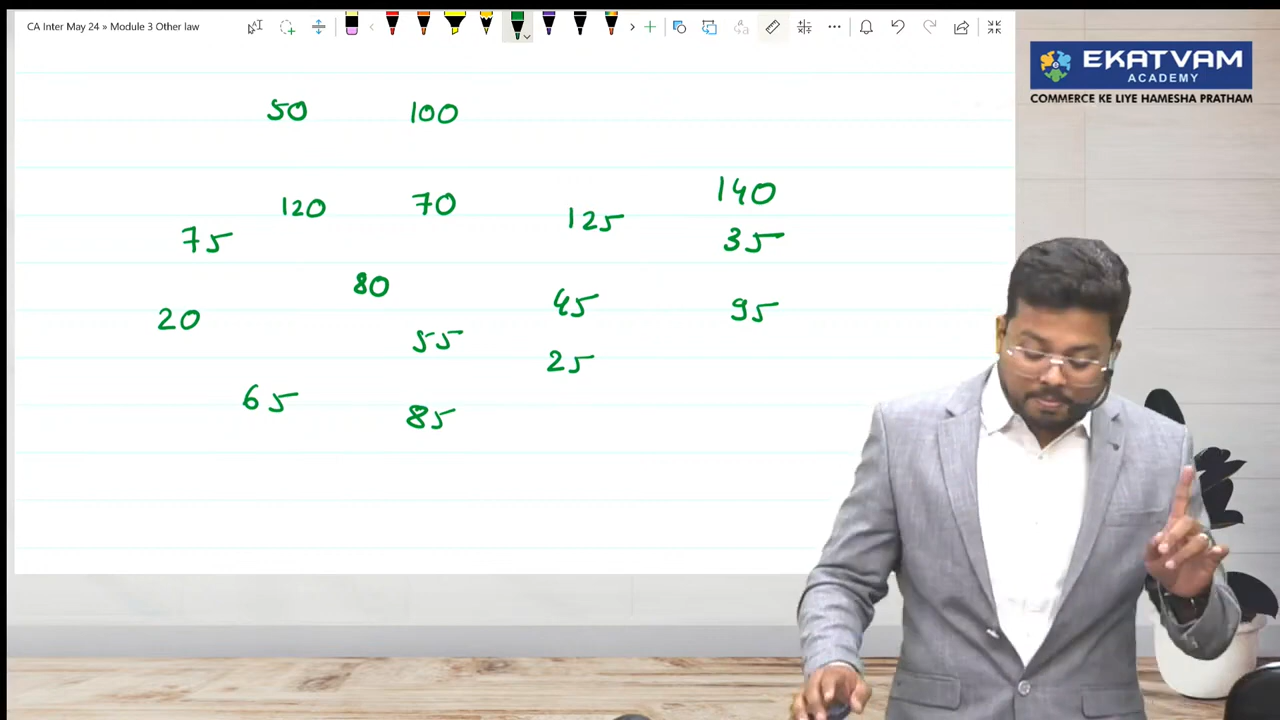 CA Inter May 24 » Module 3 Other law
EKATVAM
ACADEMY
COMMERCE KE LIYE HAMESHA PRATHAM
50 100
140
120 70 125
75 35
80
20 45 95
55
25
65 85